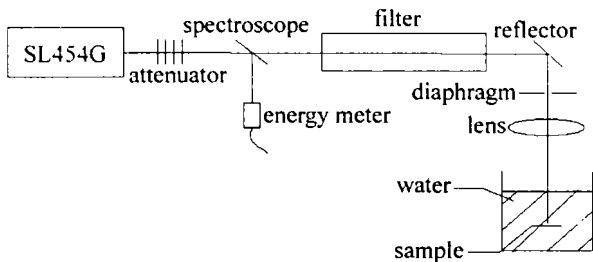 spectroscope
filter
reflector
SL454G
attenuator
diaphragm
energy meter
lens
water
sample